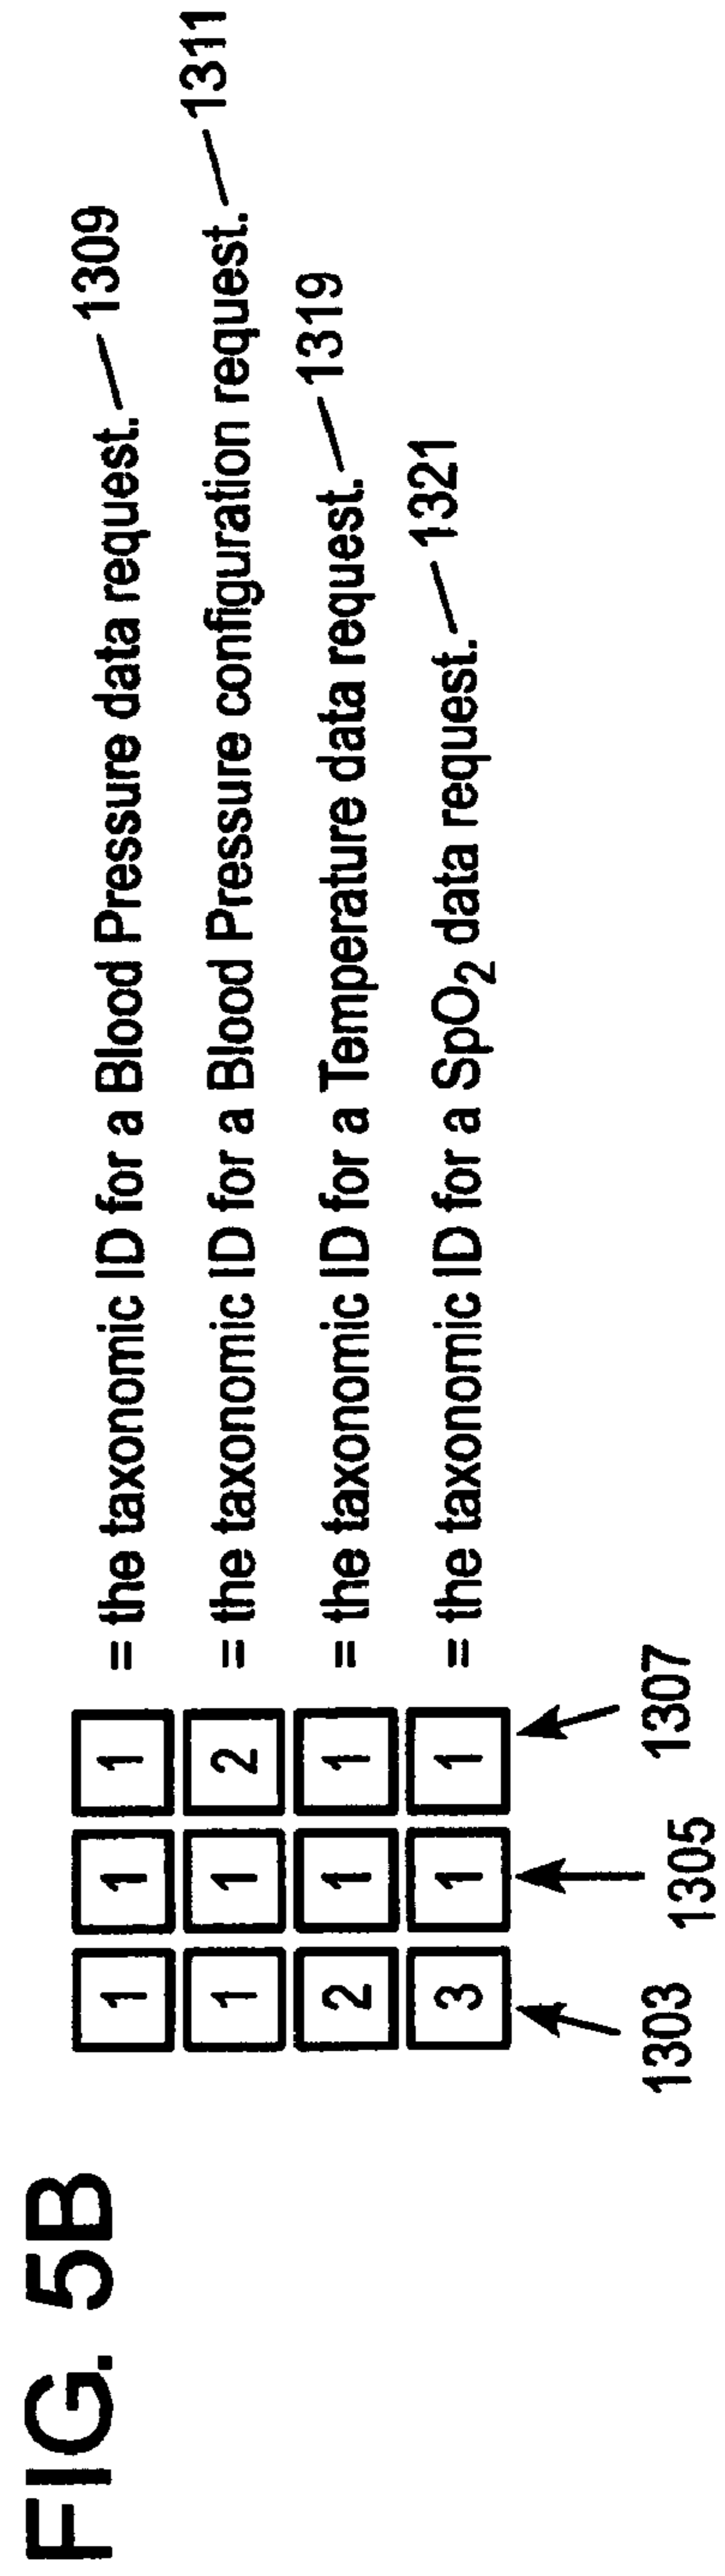 FIG. 5B
1 1 1 = the taxonomic ID for a Blood Pressure data request. 1309
1 1 2 = the taxonomic ID for a Blood Pressure configuration request. 1311
2 1 1 = the taxonomic ID for a Temperature data request. 1319
3 1 1 = the taxonomic ID for a SpO₂ data request. 1321
1303 1305 1307